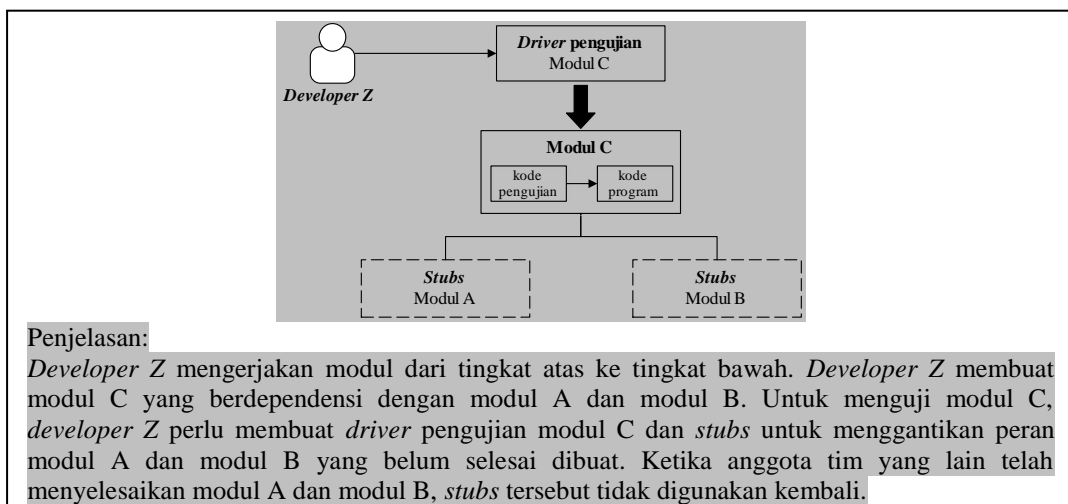 Driver pengujian
Modul C
Developer Z
Modul C
kode
pengujian
kode
program
Stubs
Modul A
Stubs
Modul B
Penjelasan:
Developer Z mengerjakan modul dari tingkat atas ke tingkat bawah. Developer Z membuat
modul C yang berdependensi dengan modul A dan modul B. Untuk menguji modul C,
developer Z perlu membuat driver pengujian modul C dan stubs untuk menggantikan peran
modul A dan modul B yang belum selesai dibuat. Ketika anggota tim yang lain telah
menyelesaikan modul A dan modul B, stubs tersebut tidak digunakan kembali.